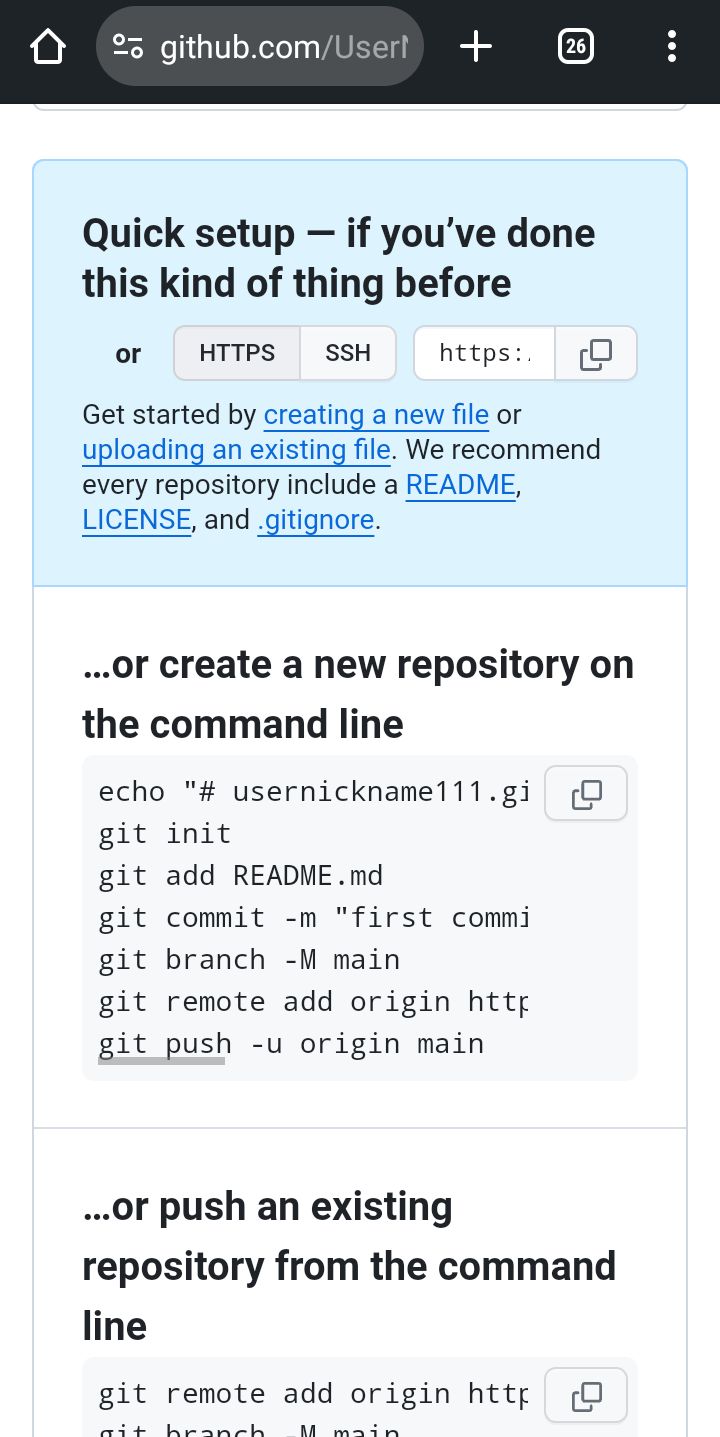 github.com/User
26
Quick setup — if you’ve done
this kind of thing before
or HTTPS SSH https:
Get started by creating a new file or
uploading an existing file. We recommend
every repository include a README,
LICENSE, and .gitignore.
…or create a new repository on
the command line
echo "# usernickname111.gi
git init
git add README.md
git commit -m "first commi
git branch -M main
git remote add origin http
git push -u origin main
…or push an existing
repository from the command
line
git remote add origin http
git branch -M main